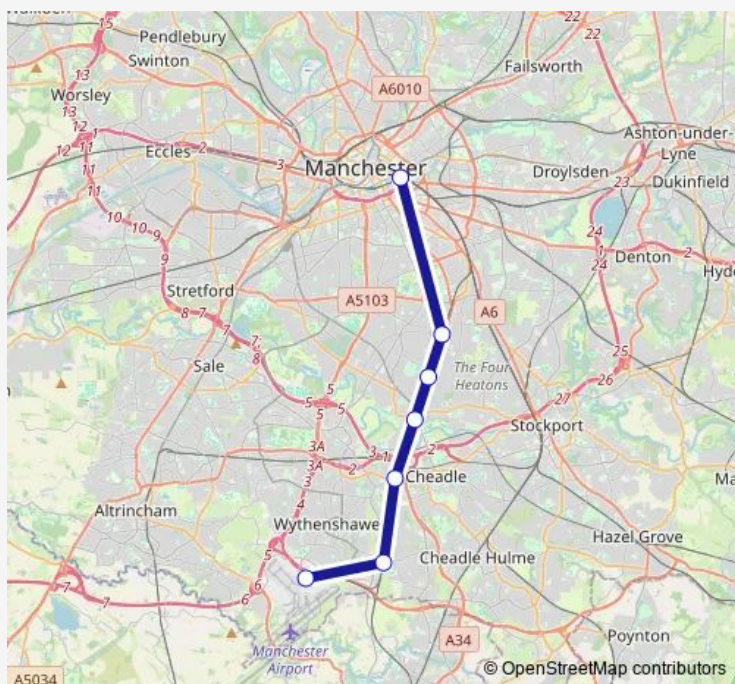 Pendlebury
Swinton
Worsley
Eccles
A6010
Failsworth
Ashton-under-
Lyne
Manchester
Droylsden
Dukinfield
Denton
Hyd
Stretford
A5103
A6
Sale
The Four
Heatons
Stockport
Cheadle
Altrincham
Wythenshawe
Cheadle Hulme
Hazel Grove
Ma
A34
Poynton
Manchester
Airport
A5034
© OpenStreetMap contributors
15
22
22
13
13
12
1
12
11
11
11
2
3
10
10
9
9
8
7
7
7
8
23
24
1
24
2
25
26
27
5
5
5
5
3A
3A
2
3
1
2
4
4
5
6
6
7
7